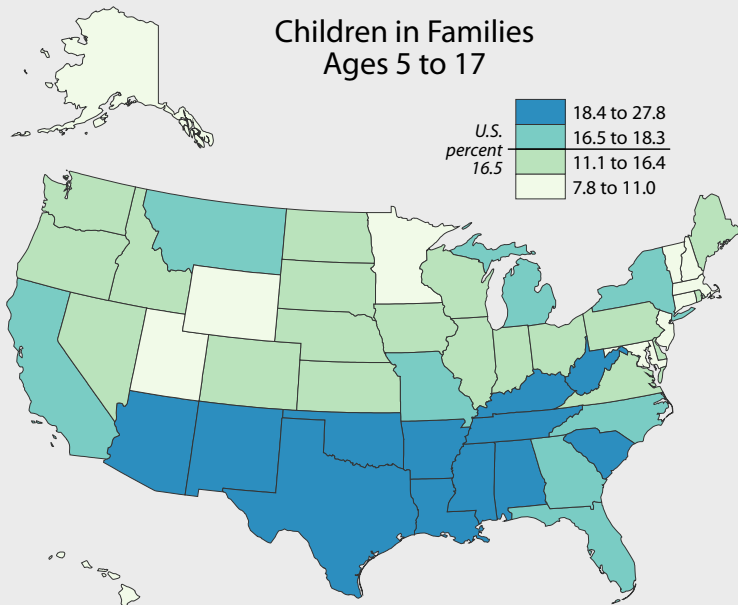 Children in Families
Ages 5 to 17
U.S.
percent
16.5
18.4 to 27.8
16.5 to 18.3
11.1 to 16.4
7.8 to 11.0